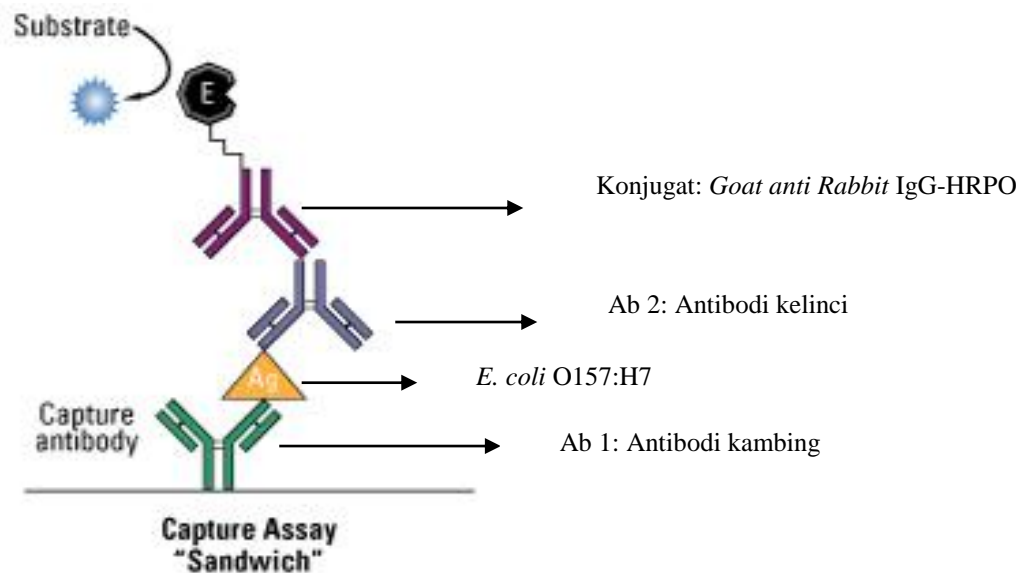 Substrate
E
Konjugat: Goat anti Rabbit IgG-HRPO
Ab 2: Antibodi kelinci
Ag
E. coli O157:H7
Capture
antibody
Ab 1: Antibodi kambing
Capture Assay
"Sandwich"